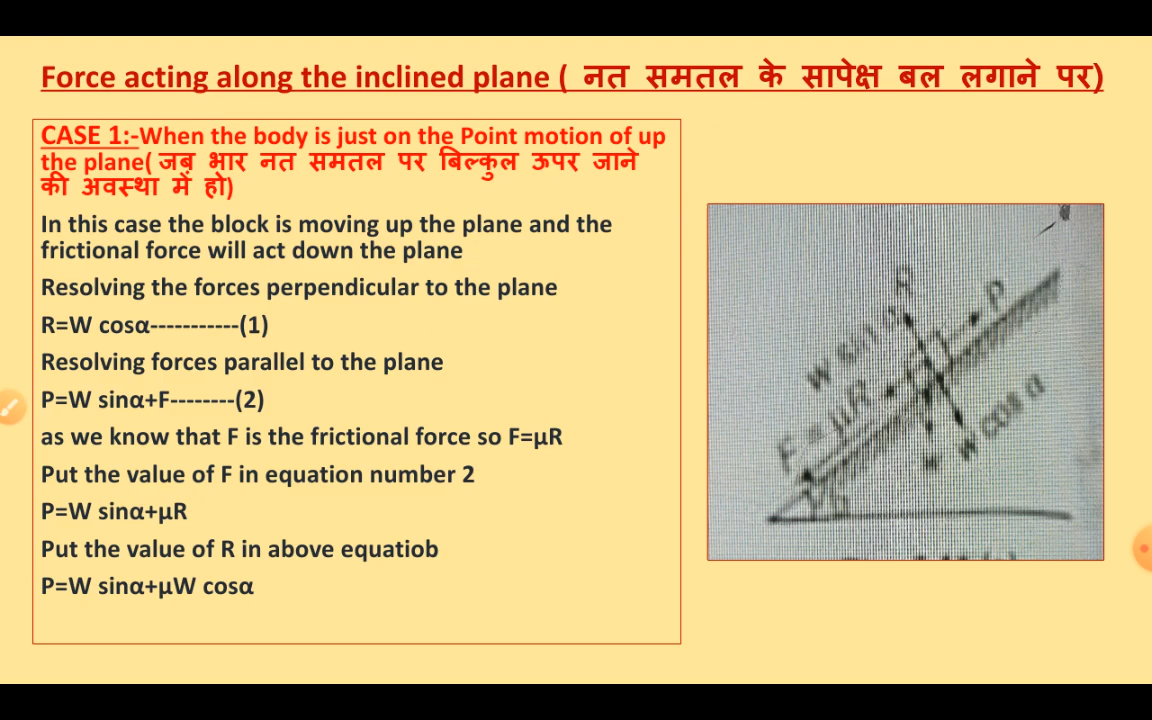 Force acting along the inclined plane ( नत समतल के सापेक्ष बल लगाने पर)
CASE 1:-When the body is just on the Point motion of up
the plane( जब भार नत समतल पर बिल्कुल ऊपर जाने
की अवस्था में हो)
In this case the block is moving up the plane and the
frictional force will act down the plane
Resolving the forces perpendicular to the plane
R=W cosα-----------(1)
Resolving forces parallel to the plane
P=W sinα+F--------(2)
as we know that F is the frictional force so F=μR
Put the value of F in equation number 2
P=W sinα+μR
Put the value of R in above equatiob
P=W sinα+μW cosα
R
P
W sin α
F = μR
W cos α